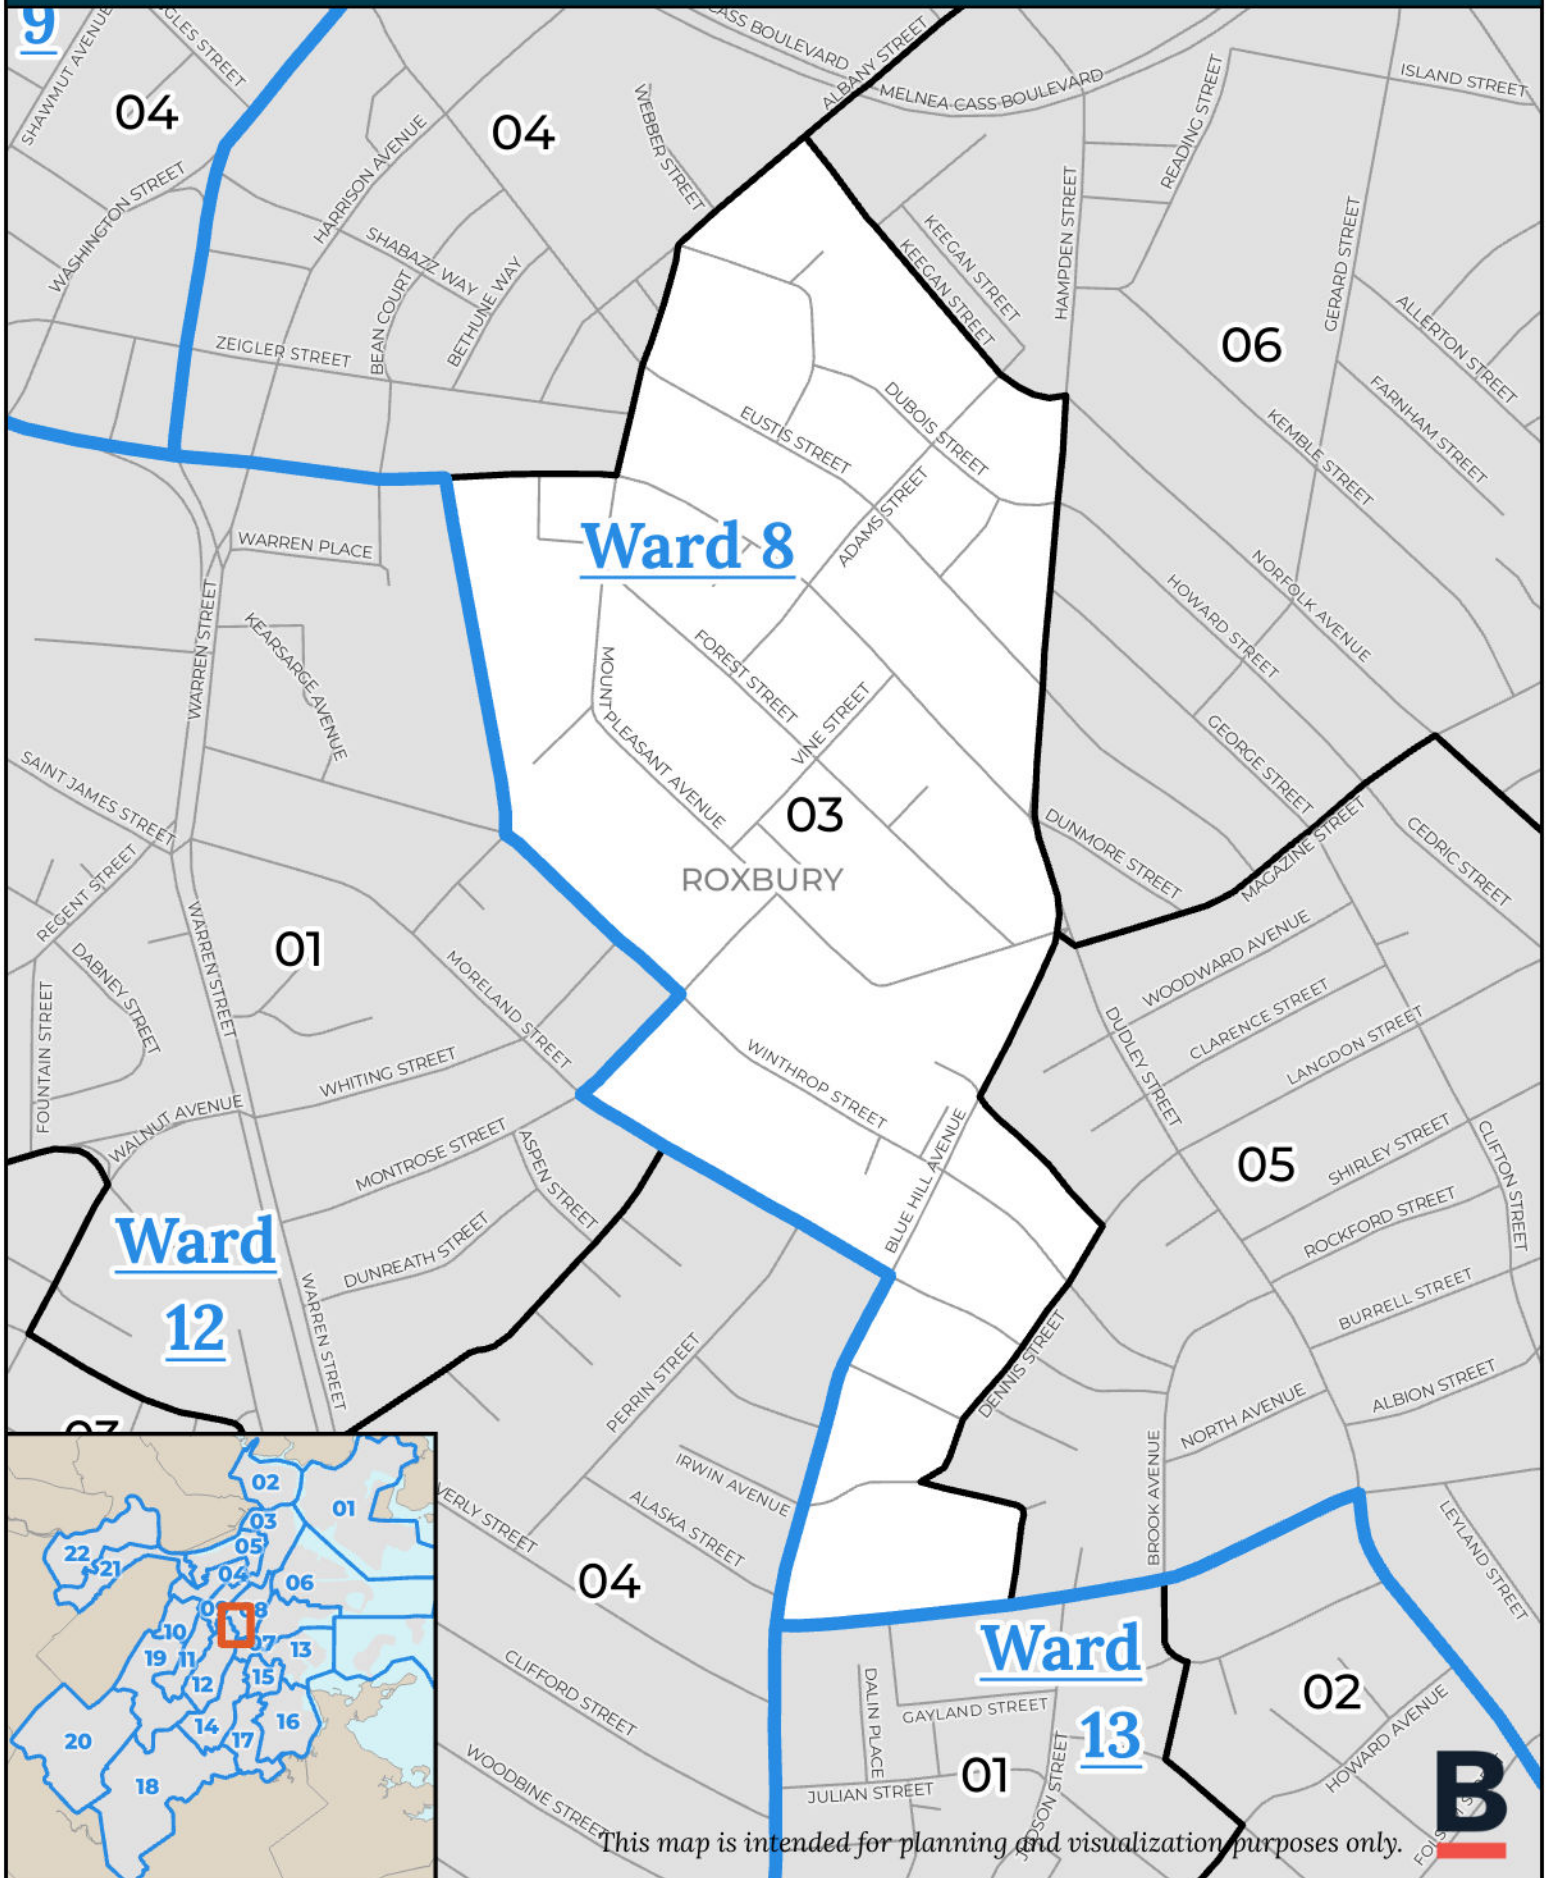 9
SHAWMUT AVENUE
GLES STREET
CASS BOULEVARD
ALBANY STREET
MELNEA CASS BOULEVARD
READING STREET
ISLAND STREET
04
04
WEBBER STREET
WASHINGTON STREET
HARRISON AVENUE
SHABAZZ WAY
BEAN COURT
BETHUNE WAY
ZEIGLER STREET
KEEGAN STREET
KEEGAN STREET
HAMPDEN STREET
GERARD STREET
ALLERTON STREET
06
FARNHAM STREET
KEMBLE STREET
DUBOIS STREET
EUSTIS STREET
ADAMS STREET
Ward 8
WARREN PLACE
WARREN STREET
KEARSARGE AVENUE
NORFOLK AVENUE
HOWARD STREET
FOREST STREET
MOUNT PLEASANT AVENUE
VINE STREET
GEORGE STREET
SAINT JAMES STREET
03
ROXBURY
DUNMORE STREET
MAGAZINE STREET
CEDRIC STREET
REGENT STREET
WARREN STREET
DABNEY STREET
01
MORELAND STREET
WOODWARD AVENUE
CLARENCE STREET
LANGDON STREET
DUDLEY STREET
FOUNTAIN STREET
WHITING STREET
WALNUT AVENUE
WINTHROP STREET
MONTROSE STREET
ASPEN STREET
BLUE HILL AVENUE
05
SHIRLEY STREET
CLIFTON STREET
ROCKFORD STREET
Ward
12
DUNREATH STREET
WARREN STREET
BURRELL STREET
DENNIS STREET
PERRIN STREET
ALBION STREET
NORTH AVENUE
03
IRWIN AVENUE
ALASKA STREET
BROOK AVENUE
LEYLAND STREET
VERLY STREET
04
CLIFFORD STREET
WOODBINE STREET
Ward
13
DALIN PLACE
GAYLAND STREET
JULIAN STREET
01
JUDSON STREET
02
HOWARD AVENUE
02
01
03
05
22
21
04
06
8
10
07
13
19
11
12
15
14
16
17
20
18
This map is intended for planning and visualization purposes only.
B